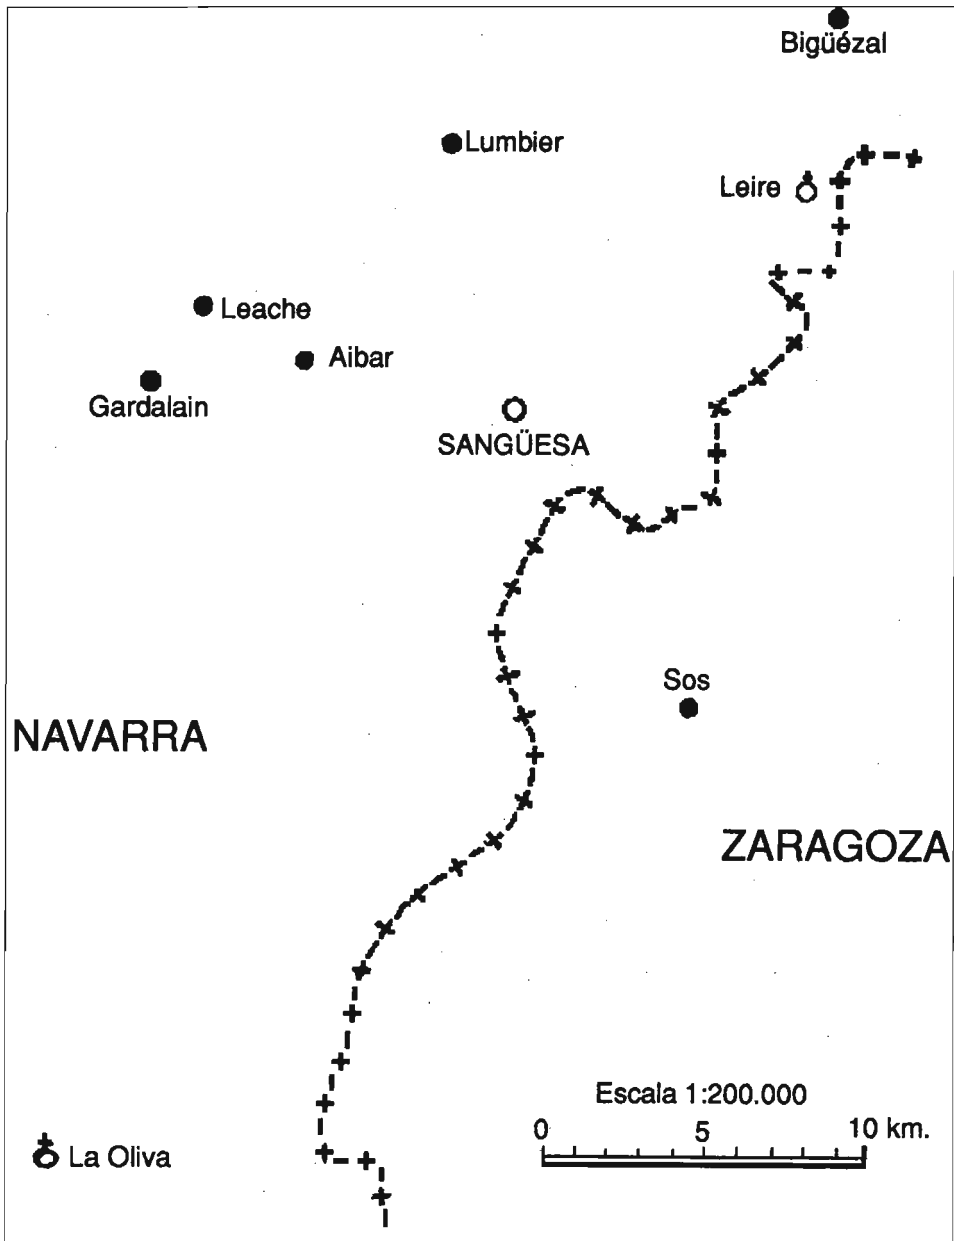 Bigüézal
Lumbier
Leire
Leache
Aibar
Gardalain
SANGÜESA
Sos
NAVARRA
ZARAGOZA
Escala 1:200.000
0 5 10 km.
La Oliva